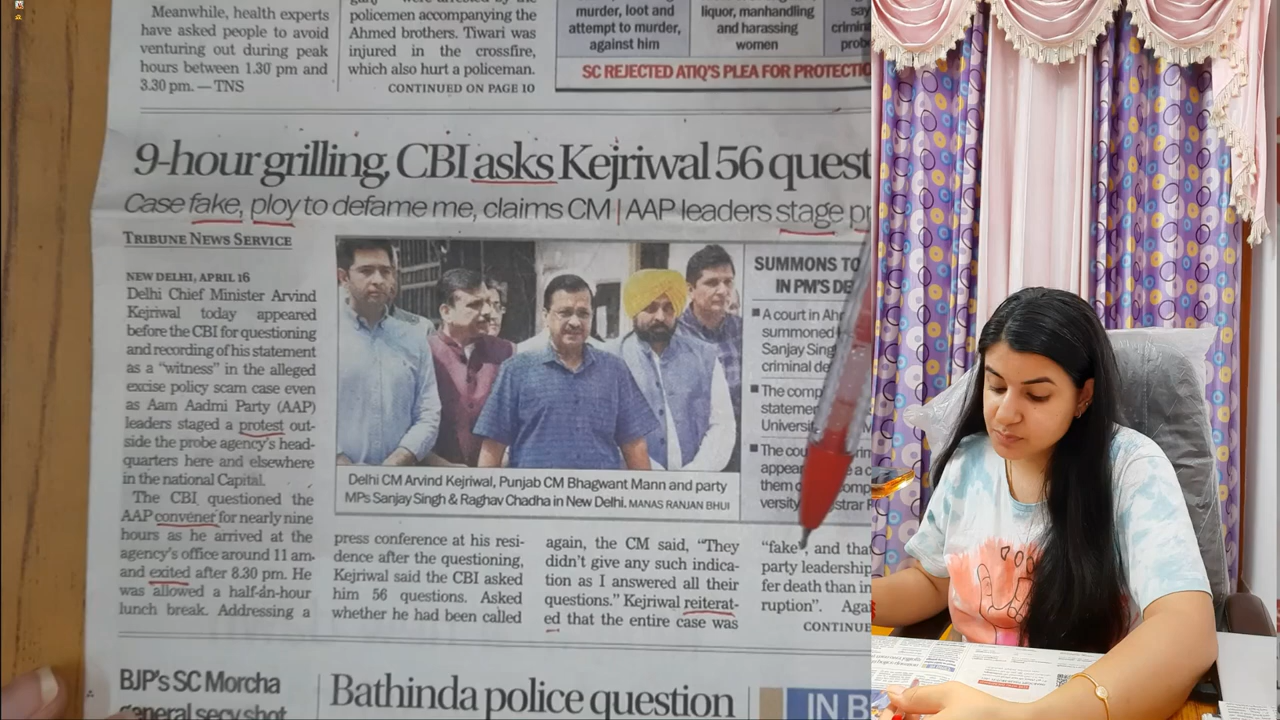 Meanwhile, health experts
have asked people to avoid
venturing out during peak
hours between 1.30 pm and
3.30 pm. — TNS
policemen accompanying the
Ahmed brothers. Tiwari was
injured in the crossfire,
which also hurt a policeman.
CONTINUED ON PAGE 10
murder, loot and
attempt to murder,
against him
liquor, manhandling
and harassing
women
say
crimin
prob
SC REJECTED ATIQ'S PLEA FOR PROTECTIO
9-hour grilling, CBI asks Kejriwal 56 quest
Case fake, ploy to defame me, claims CM | AAP leaders stage pr
TRIBUNE NEWS SERVICE
NEW DELHI, APRIL 16
Delhi Chief Minister Arvind
Kejriwal today appeared
before the CBI for questioning
and recording of his statement
as a “witness” in the alleged
excise policy scam case even
as Aam Aadmi Party (AAP)
leaders staged a protest out-
side the probe agency's head-
quarters here and elsewhere
in the national Capital.
The CBI questioned the
AAP convener for nearly nine
hours as he arrived at the
agency's office around 11 am
and exited after 8.30 pm. He
was allowed a half-an-hour
lunch break. Addressing a
Delhi CM Arvind Kejriwal, Punjab CM Bhagwant Mann and party
MPs Sanjay Singh & Raghav Chadha in New Delhi. MANAS RANJAN BHUI
press conference at his resi-
dence after the questioning,
Kejriwal said the CBI asked
him 56 questions. Asked
whether he had been called
again, the CM said, “They
didn't give any such indica-
tion as I answered all their
questions.” Kejriwal reiterat-
ed that the entire case was
SUMMONS TO
IN PM'S DE
A court in Ah
summoned
Sanjay Sing
criminal de
The comp
statemen
Universit
The cou
appea
them
versity
“fake”, and that
party leadership
fer death than in
ruption”. Agai
CONTINUE
BJP's SC Morcha
general secy shot
Bathinda police question
IN B